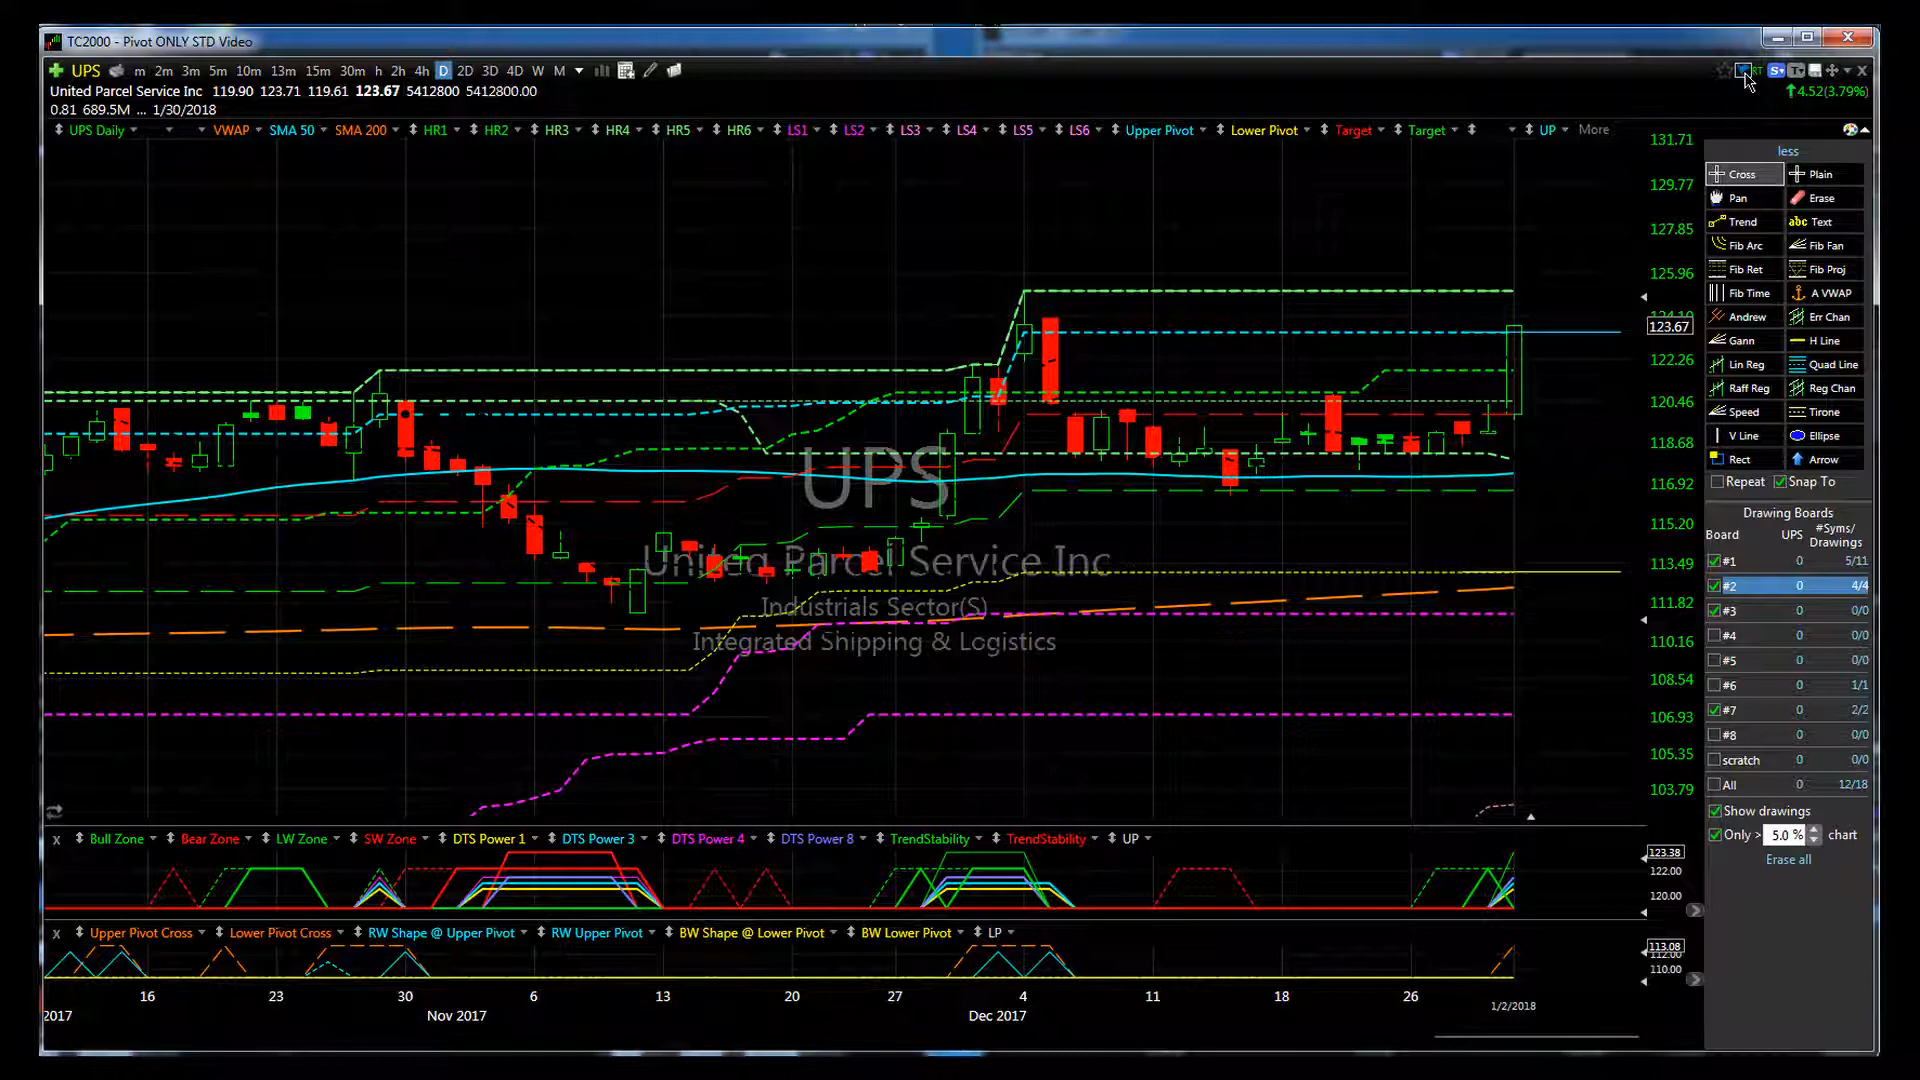 TC2000 - Pivot ONLY STD Video
UPS m 2m 3m 5m 10m 13m 15m 30m h 2h 4h D 2D 3D 4D W M
RT S T X
United Parcel Service Inc 119.90 123.71 119.61 123.67 5412800 5412800.00
4.52(3.79%)
0.81 689.5M ... 1/30/2018
UPS Daily VWAP SMA 50 SMA 200 HR1 HR2 HR3 HR4 HR5 HR6 LS1 LS2 LS3 LS4 LS5 LS6 Upper Pivot Lower Pivot Target Target UP More
131.71
129.77
127.85
125.96
123.67
122.26
120.46
118.68
116.92
115.20
113.49
111.82
110.16
108.54
106.93
105.35
103.79
UPS
United Parcel Service Inc
Industrials Sector(S)
Integrated Shipping & Logistics
less
Cross Plain
Pan Erase
Trend abc Text
Fib Arc Fib Fan
Fib Ret Fib Proj
Fib Time A VWAP
Andrew Err Chan
Gann H Line
Lin Reg Quad Line
Raff Reg Reg Chan
Speed Tirone
V Line Ellipse
Rect Arrow
Repeat Snap To
Drawing Boards
Board UPS #Syms/
Drawings
#1 0 5/11
#2 0 4/4
#3 0 0/0
#4 0 0/0
#5 0 0/0
#6 0 1/1
#7 0 2/2
#8 0 0/0
scratch 0 0/0
All 0 12/18
Show drawings
Only > 5.0 % chart
Erase all
x Bull Zone Bear Zone LW Zone SW Zone DTS Power 1 DTS Power 3 DTS Power 4 DTS Power 8 TrendStability TrendStability UP
123.38
122.00
120.00
x Upper Pivot Cross Lower Pivot Cross RW Shape @ Upper Pivot RW Upper Pivot BW Shape @ Lower Pivot BW Lower Pivot LP
113.08
112.00
110.00
16 23 30 6 13 20 27 4 11 18 26 1/2/2018
2017 Nov 2017 Dec 2017